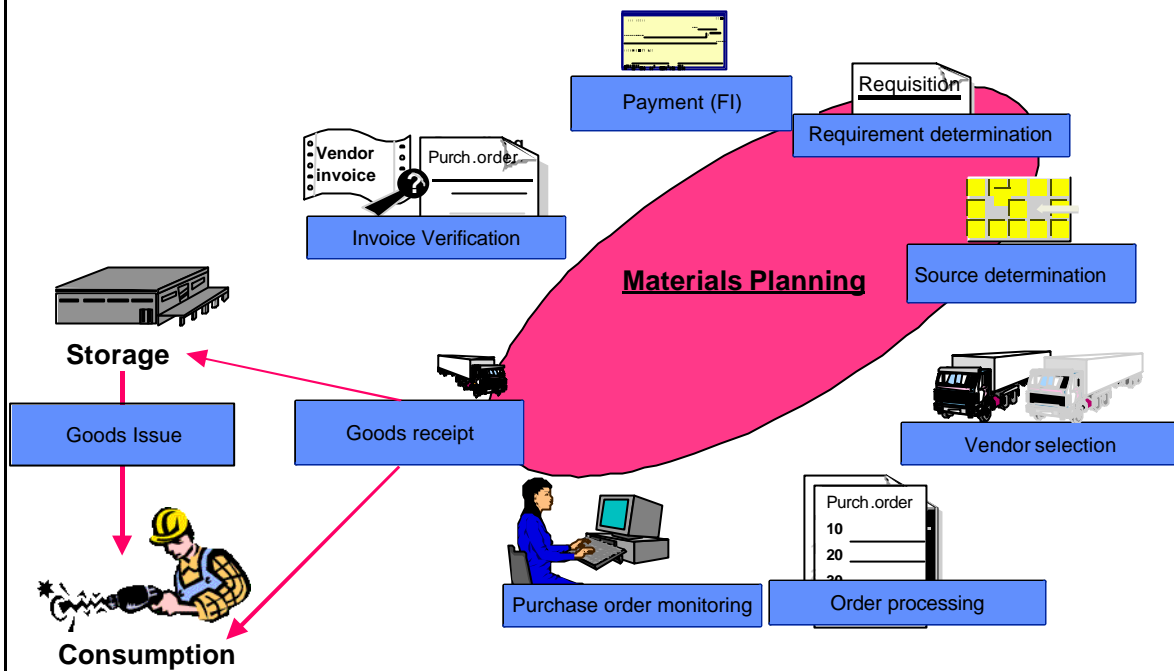 Payment (FI)
Requisition
Requirement determination
Vendor
invoice
Purch.order
Invoice Verification
Materials Planning
Source determination
Storage
Goods Issue
Goods receipt
Vendor selection
Purch.order
10
20
30
Purchase order monitoring
Order processing
Consumption